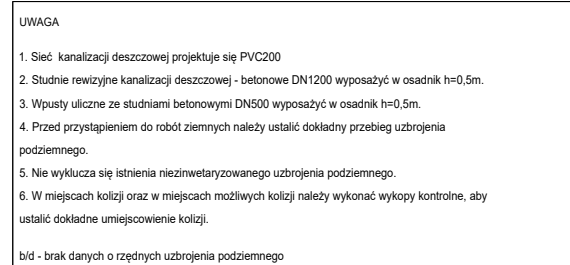 UWAGA
1. Sieć kanalizacji deszczowej projektuje się PVC200
2. Studnie rewizyjne kanalizacji deszczowej - betonowe DN1200 wyposażyć w osadnik h=0,5m.
3. Wpusty uliczne ze studniami betonowymi DN500 wyposażyć w osadnik h=0,5m.
4. Przed przystąpieniem do robót ziemnych należy ustalić dokładny przebieg uzbrojenia
podziemnego.
5. Nie wyklucza się istnienia niezinwetaryzowanego uzbrojenia podziemnego.
6. W miejscach kolizji oraz w miejscach możliwych kolizji należy wykonać wykopy kontrolne, aby
ustalić dokładne umiejscowienie kolizji.
b/d - brak danych o rzędnych uzbrojenia podziemnego